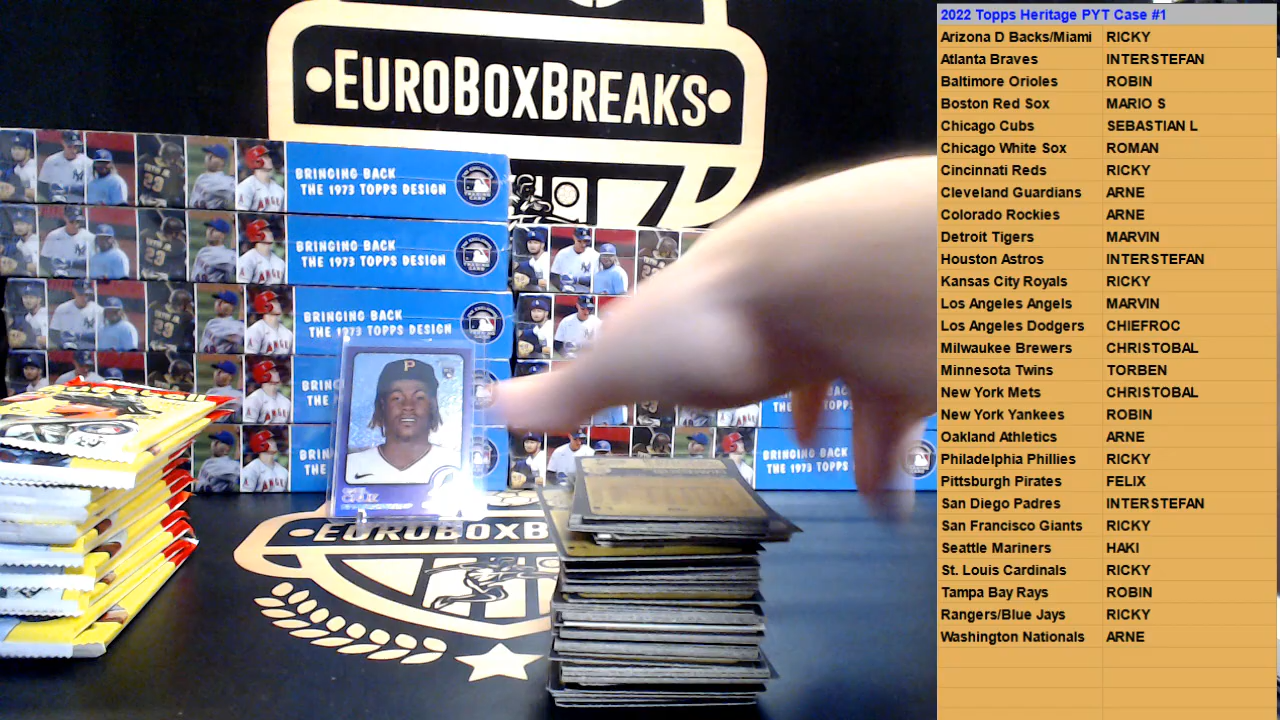 EUROBOXBREAKS
BRINGING BACK
THE 1973 TOPPS DESIGN
BRINGING BACK
THE 1973 TOPPS DESIGN
BRINGING BACK
THE 1973 TOPPS DESIGN
P
CRUZ
EUROBOXB
THE 1973 TOPPS
2022 Topps Heritage PYT Case #1
Arizona D Backs/Miami RICKY
Atlanta Braves INTERSTEFAN
Baltimore Orioles ROBIN
Boston Red Sox MARIO S
Chicago Cubs SEBASTIAN L
Chicago White Sox ROMAN
Cincinnati Reds RICKY
Cleveland Guardians ARNE
Colorado Rockies ARNE
Detroit Tigers MARVIN
Houston Astros INTERSTEFAN
Kansas City Royals RICKY
Los Angeles Angels MARVIN
Los Angeles Dodgers CHIEFROC
Milwaukee Brewers CHRISTOBAL
Minnesota Twins TORBEN
New York Mets CHRISTOBAL
New York Yankees ROBIN
Oakland Athletics ARNE
Philadelphia Phillies RICKY
Pittsburgh Pirates FELIX
San Diego Padres INTERSTEFAN
San Francisco Giants RICKY
Seattle Mariners HAKI
St. Louis Cardinals RICKY
Tampa Bay Rays ROBIN
Rangers/Blue Jays RICKY
Washington Nationals ARNE